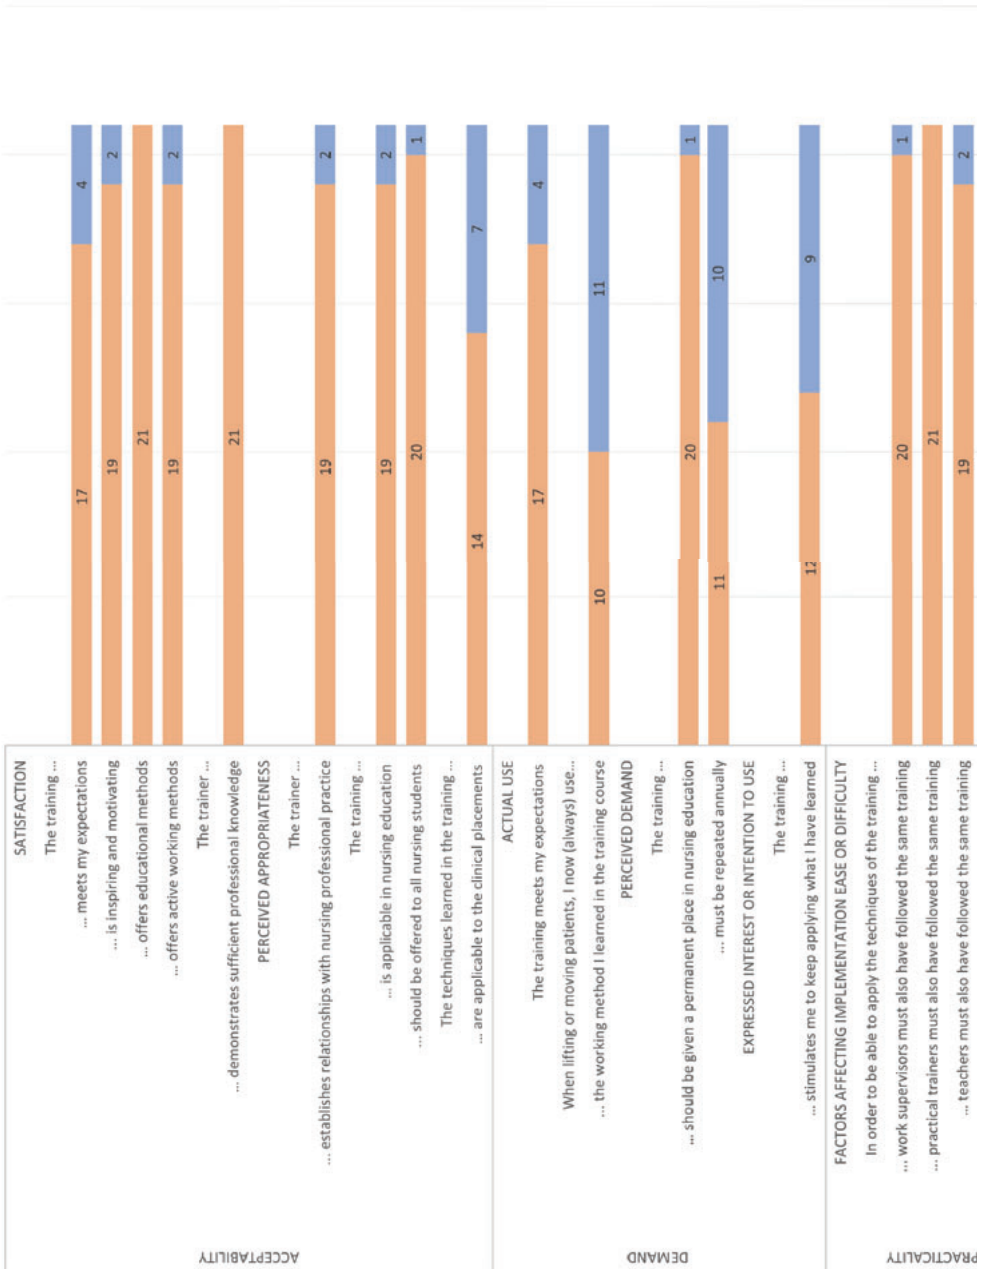 ACCEPTABILITY
SATISFACTION
The training ...
... meets my expectations 17 4
... is inspiring and motivating 19 2
... offers educational methods 21
... offers active working methods 19 2
The trainer ...
... demonstrates sufficient professional knowledge 21
PERCEIVED APPROPRIATENESS
The trainer ...
... establishes relationships with nursing professional practice 19 2
The training ...
... is applicable in nursing education 19 2
... should be offered to all nursing students 20 1
The techniques learned in the training ...
... are applicable to the clinical placements 14 7
DEMAND
ACTUAL USE
The training meets my expectations 17 4
When lifting or moving patients, I now (always) use...
... the working method I learned in the training course 10 11
PERCEIVED DEMAND
The training ...
... should be given a permanent place in nursing education 20 1
... must be repeated annually 11 10
EXPRESSED INTEREST OR INTENTION TO USE
The training ...
... stimulates me to keep applying what I have learned 12 9
PRACTICALITY
FACTORS AFFECTING IMPLEMENTATION EASE OR DIFFICULTY
In order to be able to apply the techniques of the training ...
... work supervisors must also have followed the same training 20 1
... practical trainers must also have followed the same training 21
... teachers must also have followed the same training 19 2